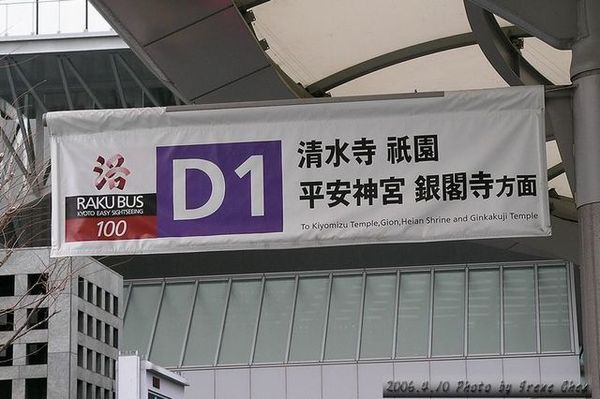 洛
RAKU BUS
KYOTO EASY SIGHTSEEING
100
D1
清水寺 祇園
平安神宮 銀閣寺方面
To Kiyomizu Temple,Gion,Heian Shrine and Ginkakuji Temple
2006.4.10 Photo by Irene Chen